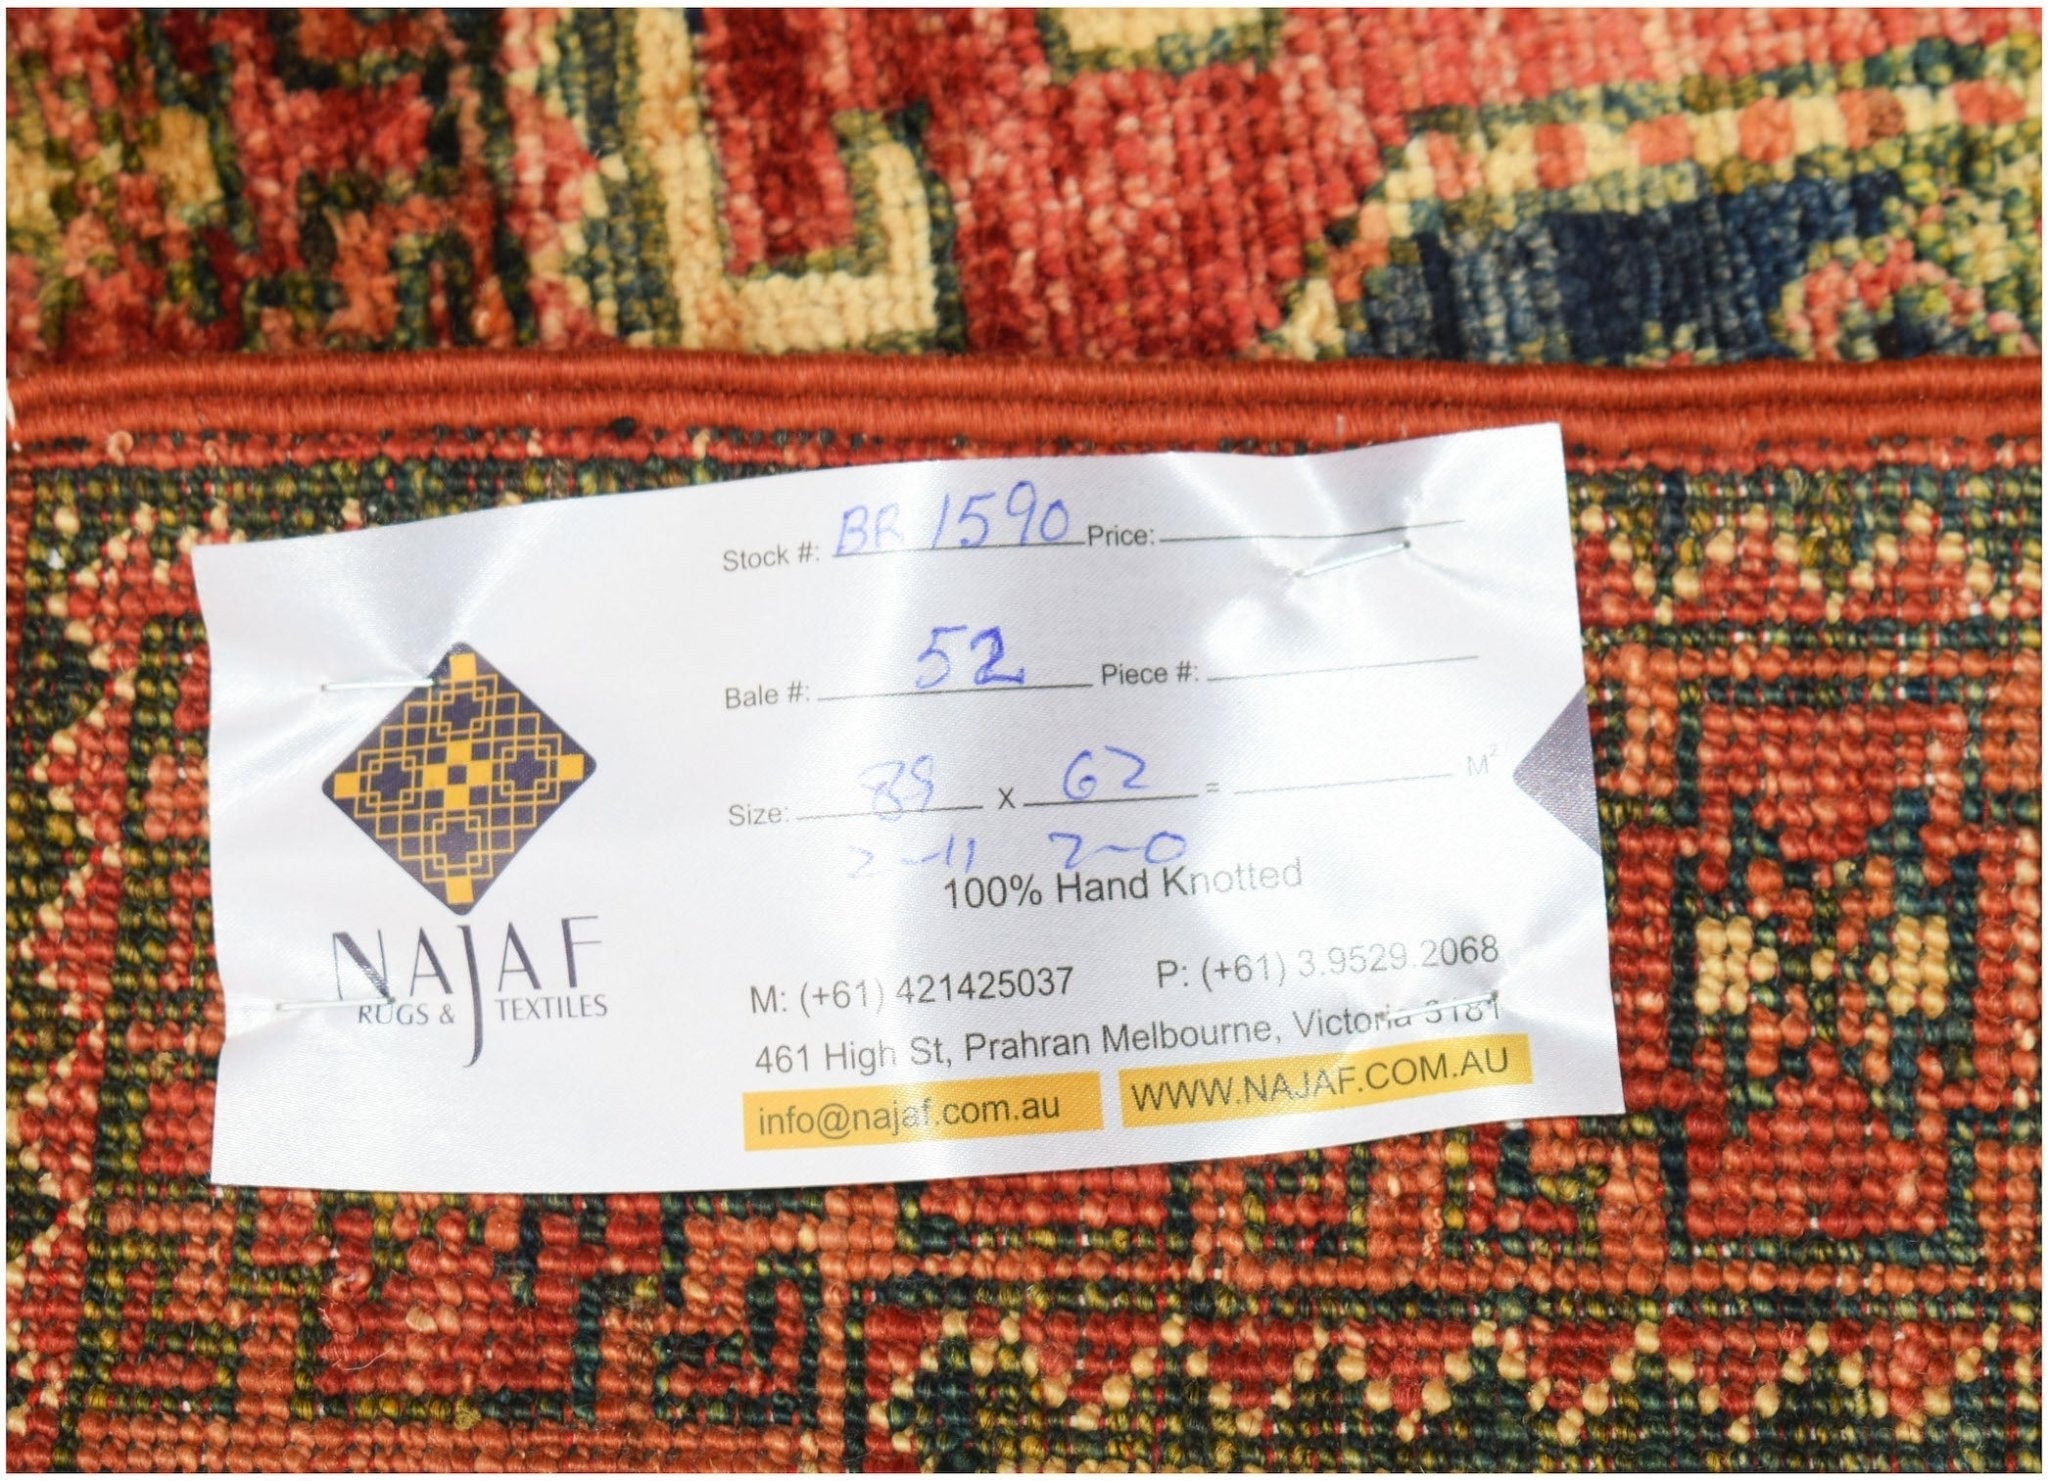 Stock #: BR 1590 Price:
Bale #: 52 Piece #:
Size: 89 x 62 = M²
2-11 2-0
100% Hand Knotted
NAJAF
RUGS & TEXTILES
M: (+61) 421425037 P: (+61) 3.9529.2068
461 High St, Prahran Melbourne, Victoria 3181
info@najaf.com.au WWW.NAJAF.COM.AU